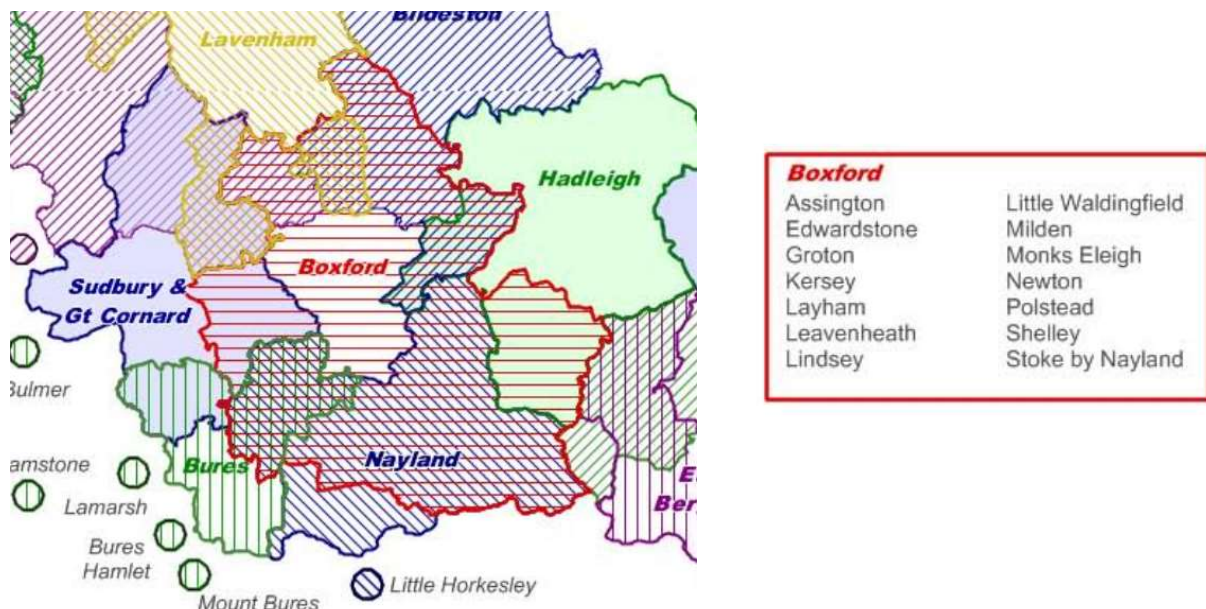 Bildeston
Lavenham
Hadleigh
Boxford
Sudbury &
Gt Cornard
Bulmer
Nayland
Bures
Lamarsh
Bures
Hamlet
Mount Bures
Little Horkesley
Boxford
Assington
Edwardstone
Groton
Kersey
Layham
Leavenheath
Lindsey
Little Waldingfield
Milden
Monks Eleigh
Newton
Polstead
Shelley
Stoke by Nayland